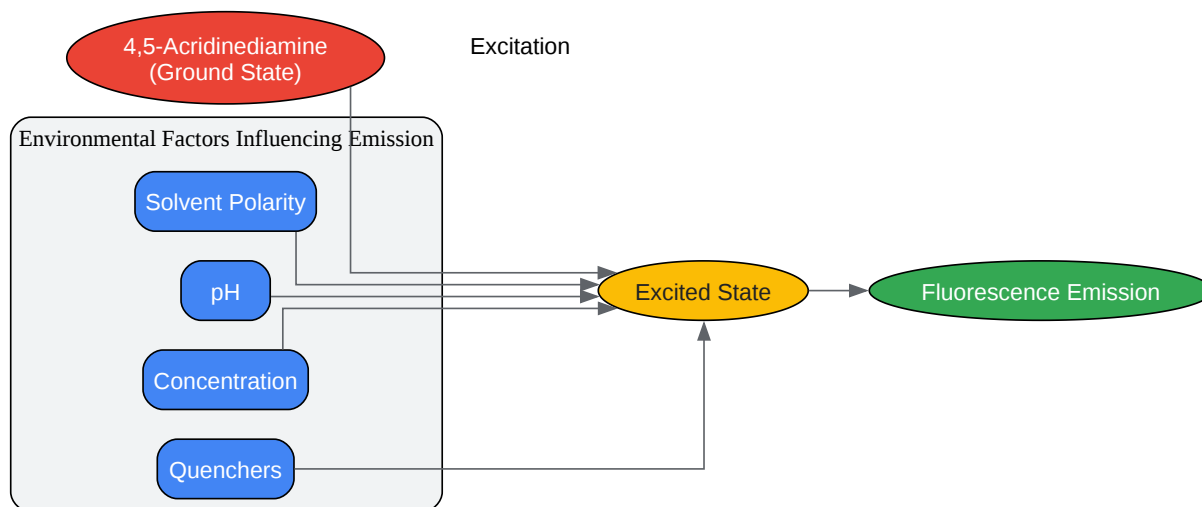 4,5-Acridinediamine
(Ground State)
Excitation
Environmental Factors Influencing Emission
Solvent Polarity
pH
Concentration
Quenchers
Excited State
Fluorescence Emission